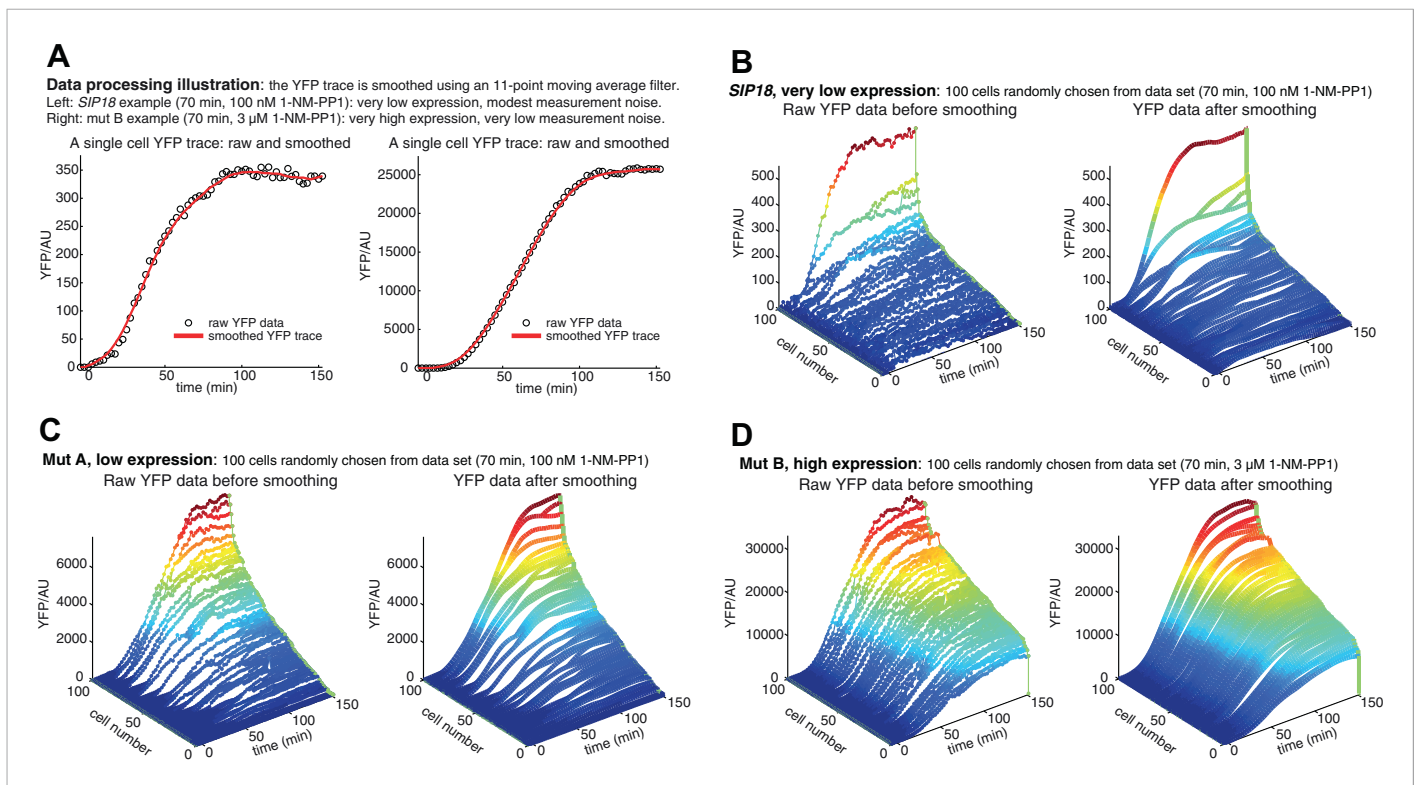 A
Data processing illustration: the YFP trace is smoothed using an 11-point moving average filter.
Left: SIP18 example (70 min, 100 nM 1-NM-PP1): very low expression, modest measurement noise.
Right: mut B example (70 min, 3 µM 1-NM-PP1): very high expression, very low measurement noise.
A single cell YFP trace: raw and smoothed
YFP/AU
350
300
250
200
150
100
50
0
0
50
100
150
time (min)
raw YFP data
smoothed YFP trace
A single cell YFP trace: raw and smoothed
YFP/AU
25000
20000
15000
10000
5000
0
0
50
100
150
time (min)
raw YFP data
smoothed YFP trace
B
SIP18, very low expression: 100 cells randomly chosen from data set (70 min, 100 nM 1-NM-PP1)
Raw YFP data before smoothing
YFP/AU
500
400
300
200
100
0
100
50
0
cell number
0
50
100
150
time (min)
YFP data after smoothing
YFP/AU
500
400
300
200
100
0
100
50
0
cell number
0
50
100
150
time (min)
C
Mut A, low expression: 100 cells randomly chosen from data set (70 min, 100 nM 1-NM-PP1)
Raw YFP data before smoothing
YFP/AU
6000
4000
2000
0
100
50
0
cell number
0
50
100
150
time (min)
YFP data after smoothing
YFP/AU
6000
4000
2000
0
100
50
0
cell number
0
50
100
150
time (min)
D
Mut B, high expression: 100 cells randomly chosen from data set (70 min, 3 µM 1-NM-PP1)
Raw YFP data before smoothing
YFP/AU
30000
20000
10000
0
100
50
0
cell number
0
50
100
150
time (min)
YFP data after smoothing
YFP/AU
30000
20000
10000
0
100
50
0
cell number
0
50
100
150
time (min)